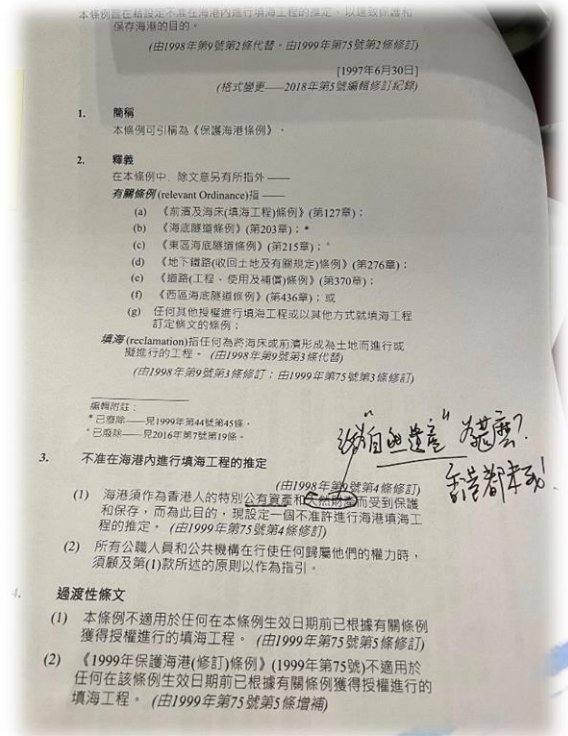 本條例旨在藉設定不准在海港內進行填海工程的推定，以達致保護和
保存海港的目的。
(由1998年第9號第2條代替。由1999年第75號第2條修訂)
[1997年6月30日]
(格式變更——2018年第5號編輯修訂紀錄)
1. 簡稱
本條例可引稱為《保護海港條例》。
2. 釋義
在本條例中，除文意另有所指外 ——
有關條例 (relevant Ordinance)指 ——
(a) 《前濱及海床(填海工程)條例》(第127章)；
(b) 《海底隧道條例》(第203章)；*
(c) 《東區海底隧道條例》(第215章)；^
(d) 《地下鐵路(收回土地及有關規定)條例》(第276章)；
(e) 《道路(工程、使用及補償)條例》(第370章)；
(f) 《西區海底隧道條例》(第436章)；或
(g) 任何其他授權進行填海工程或以其他方式就填海工程
訂定條文的條例；
填海 (reclamation)指任何為將海床或前濱形成為土地而進行或
擬進行的工程。 (由1998年第9號第3條代替)
(由1998年第9號第3條修訂；由1999年第75號第3條修訂)
編輯附註：
* 已廢除——見1999年第44號第45條。
^ 已廢除——見2016年第7號第19條。
"自然遺產" 為甚麼？
香港都未到！
3. 不准在海港內進行填海工程的推定
(由1998年第9號第4條修訂)
(1) 海港須作為香港人的特別公有資產和天然財產而受到保護
和保存，而為此目的，現設定一個不准許進行海港填海工
程的推定。 (由1999年第75號第4條修訂)
(2) 所有公職人員和公共機構在行使任何歸屬他們的權力時，
須顧及第(1)款所述的原則以作為指引。
4. 過渡性條文
(1) 本條例不適用於任何在本條例生效日期前已根據有關條例
獲得授權進行的填海工程。 (由1999年第75號第5條修訂)
(2) 《1999年保護海港(修訂)條例》(1999年第75號)不適用於
任何在該條例生效日期前已根據有關條例獲得授權進行的
填海工程。 (由1999年第75號第5條增補)